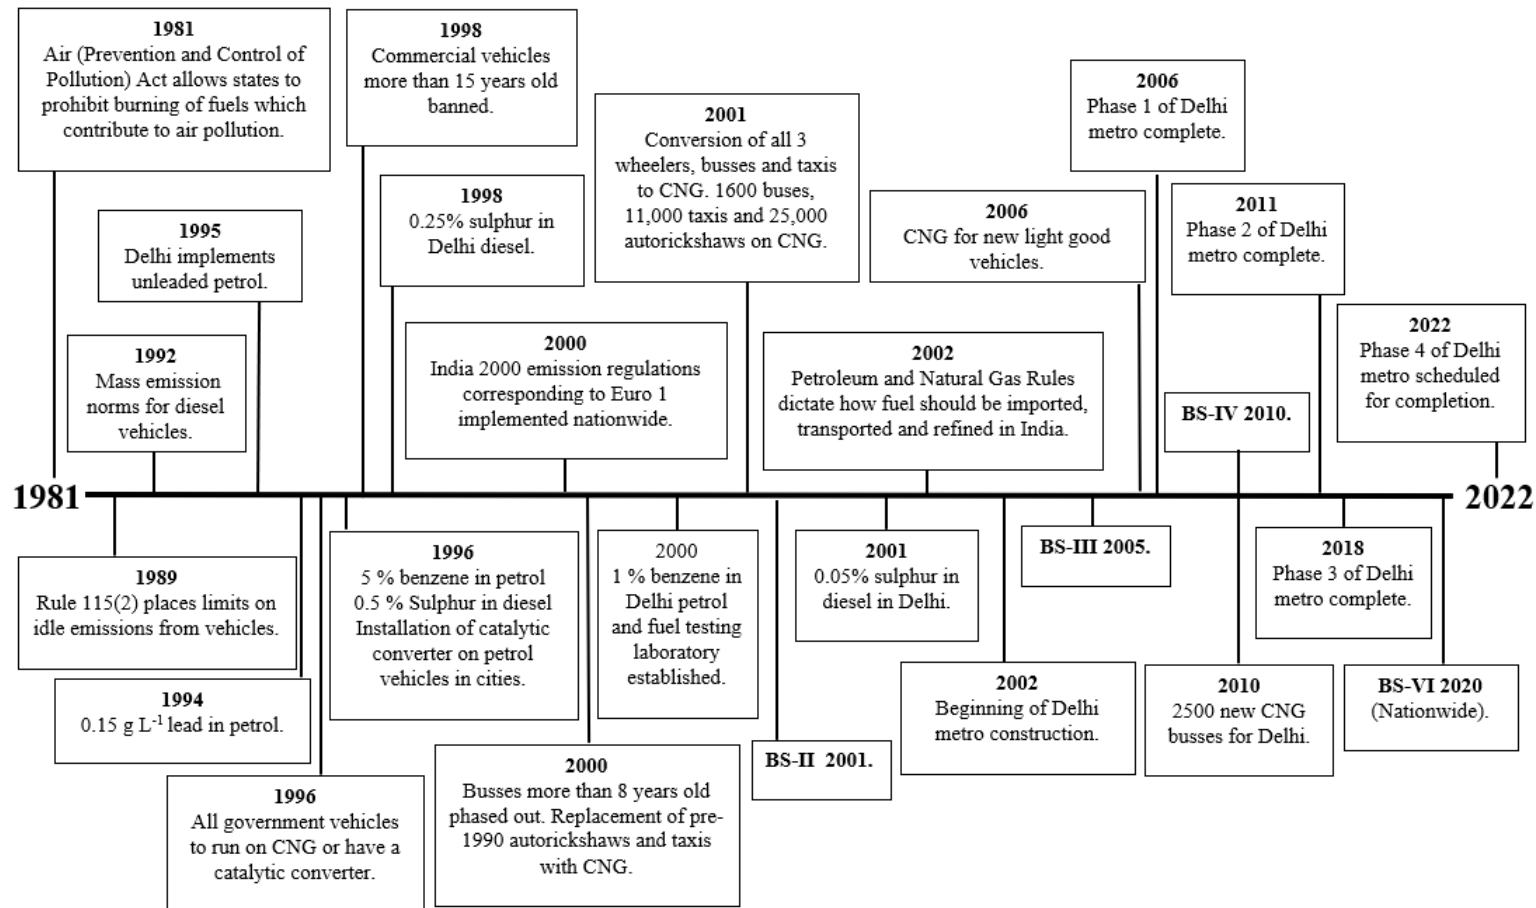 1981
Air (Prevention and Control of
Pollution) Act allows states to
prohibit burning of fuels which
contribute to air pollution.
1998
Commercial vehicles
more than 15 years old
banned.
2001
Conversion of all 3
wheelers, busses and taxis
to CNG. 1600 buses,
11,000 taxis and 25,000
autorickshaws on CNG.
2006
Phase 1 of Delhi
metro complete.
1995
Delhi implements
unleaded petrol.
1998
0.25% sulphur in
Delhi diesel.
2006
CNG for new light good
vehicles.
2011
Phase 2 of Delhi
metro complete.
1992
Mass emission
norms for diesel
vehicles.
2000
India 2000 emission regulations
corresponding to Euro 1
implemented nationwide.
2002
Petroleum and Natural Gas Rules
dictate how fuel should be imported,
transported and refined in India.
BS-IV 2010.
2022
Phase 4 of Delhi
metro scheduled
for completion.
1981
2022
1989
Rule 115(2) places limits on
idle emissions from vehicles.
1996
5 % benzene in petrol
0.5 % Sulphur in diesel
Installation of catalytic
converter on petrol
vehicles in cities.
2000
1 % benzene in
Delhi petrol
and fuel testing
laboratory
established.
2001
0.05% sulphur in
diesel in Delhi.
BS-III 2005.
2018
Phase 3 of Delhi
metro complete.
1994
0.15 g L⁻¹ lead in petrol.
1996
All government vehicles
to run on CNG or have a
catalytic converter.
2000
Busses more than 8 years old
phased out. Replacement of pre-
1990 autorickshaws and taxis
with CNG.
BS-II 2001.
2002
Beginning of Delhi
metro construction.
2010
2500 new CNG
busses for Delhi.
BS-VI 2020
(Nationwide).